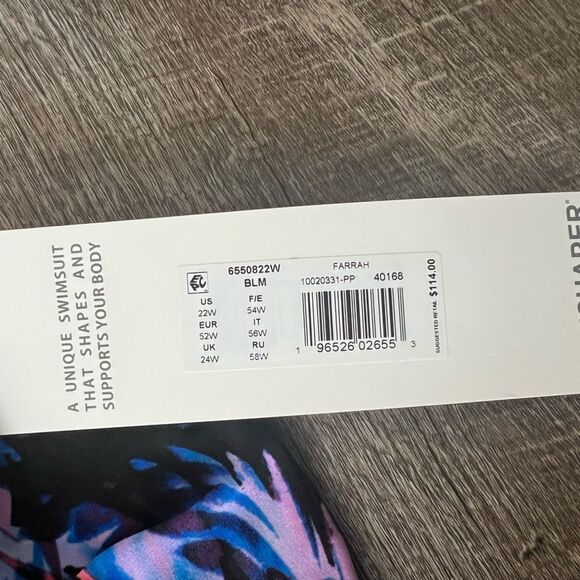 A UNIQUE SWIMSUIT
THAT SHAPES AND
SUPPORTS YOUR BODY
6550822W
BLM
US F/E
22W 54W
EUR IT
52W 56W
UK RU
24W 58W
FARRAH
10020331-PP 40168
1 96526 02655 3
SUGGESTED RETAIL $114.00